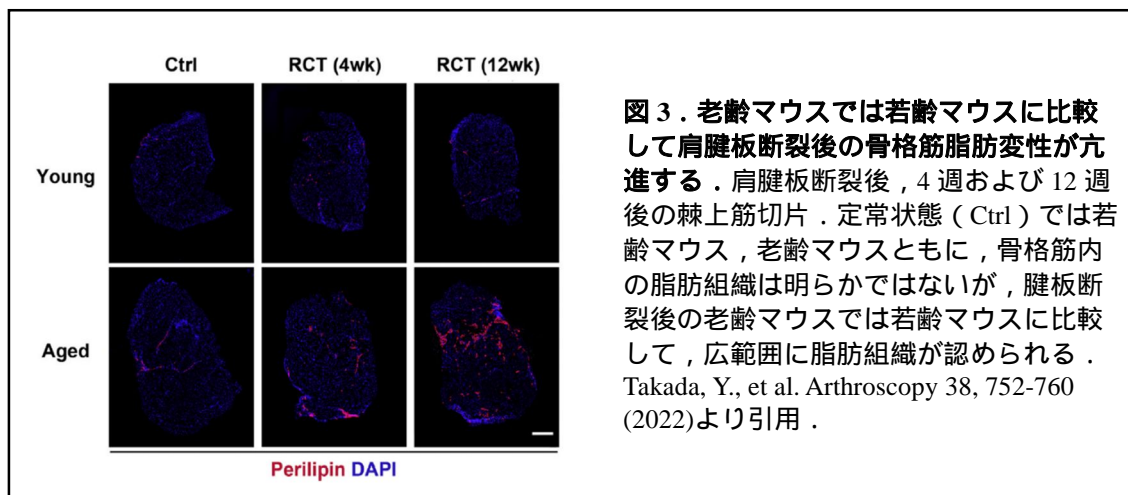 Ctrl RCT (4wk) RCT (12wk)
Young
Aged
Perilipin DAPI
図 3．老齢マウスでは若齢マウスに比較
して肩腱板断裂後の骨格筋脂肪変性が亢
進する．肩腱板断裂後，4 週および 12 週
後の棘上筋切片．定常状態（Ctrl）では若
齢マウス，老齢マウスともに，骨格筋内
の脂肪組織は明らかではないが，腱板断
裂後の老齢マウスでは若齢マウスに比較
して，広範囲に脂肪組織が認められる．
Takada, Y., et al. Arthroscopy 38, 752-760
(2022)より引用．